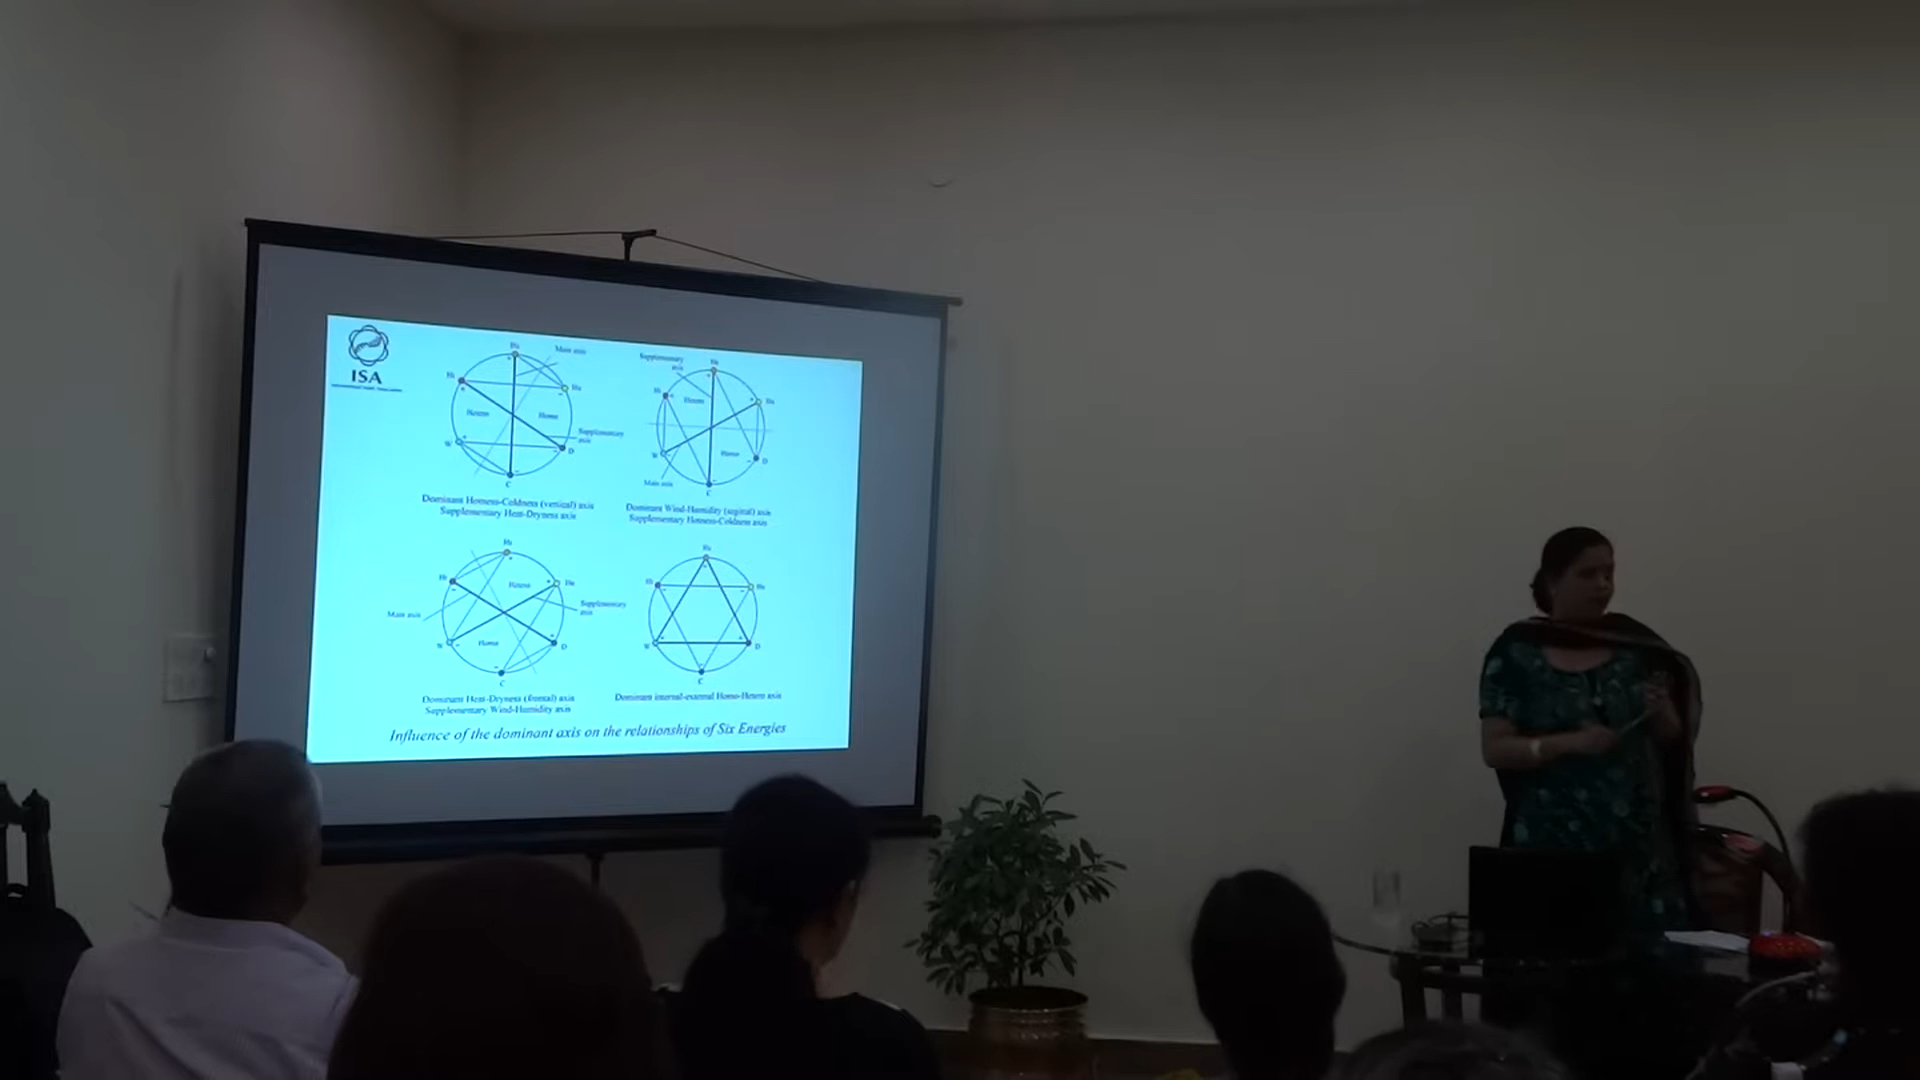 ISA
Main axis
Hetero
Homo
Supplementary
axis
W
D
C
Dominant Hotness-Coldness (vertical) axis
Supplementary Heat-Dryness axis
Supplementary
axis
Hetero
Homo
W
D
Main axis
C
Dominant Wind-Humidity (sagittal) axis
Supplementary Hotness-Coldness axis
Hetero
Main axis
Supplementary
axis
Homo
W
D
C
Dominant Heat-Dryness (frontal) axis
Supplementary Wind-Humidity axis
W
D
C
Dominant internal-external Homo-Hetero axis
Influence of the dominant axis on the relationships of Six Energies